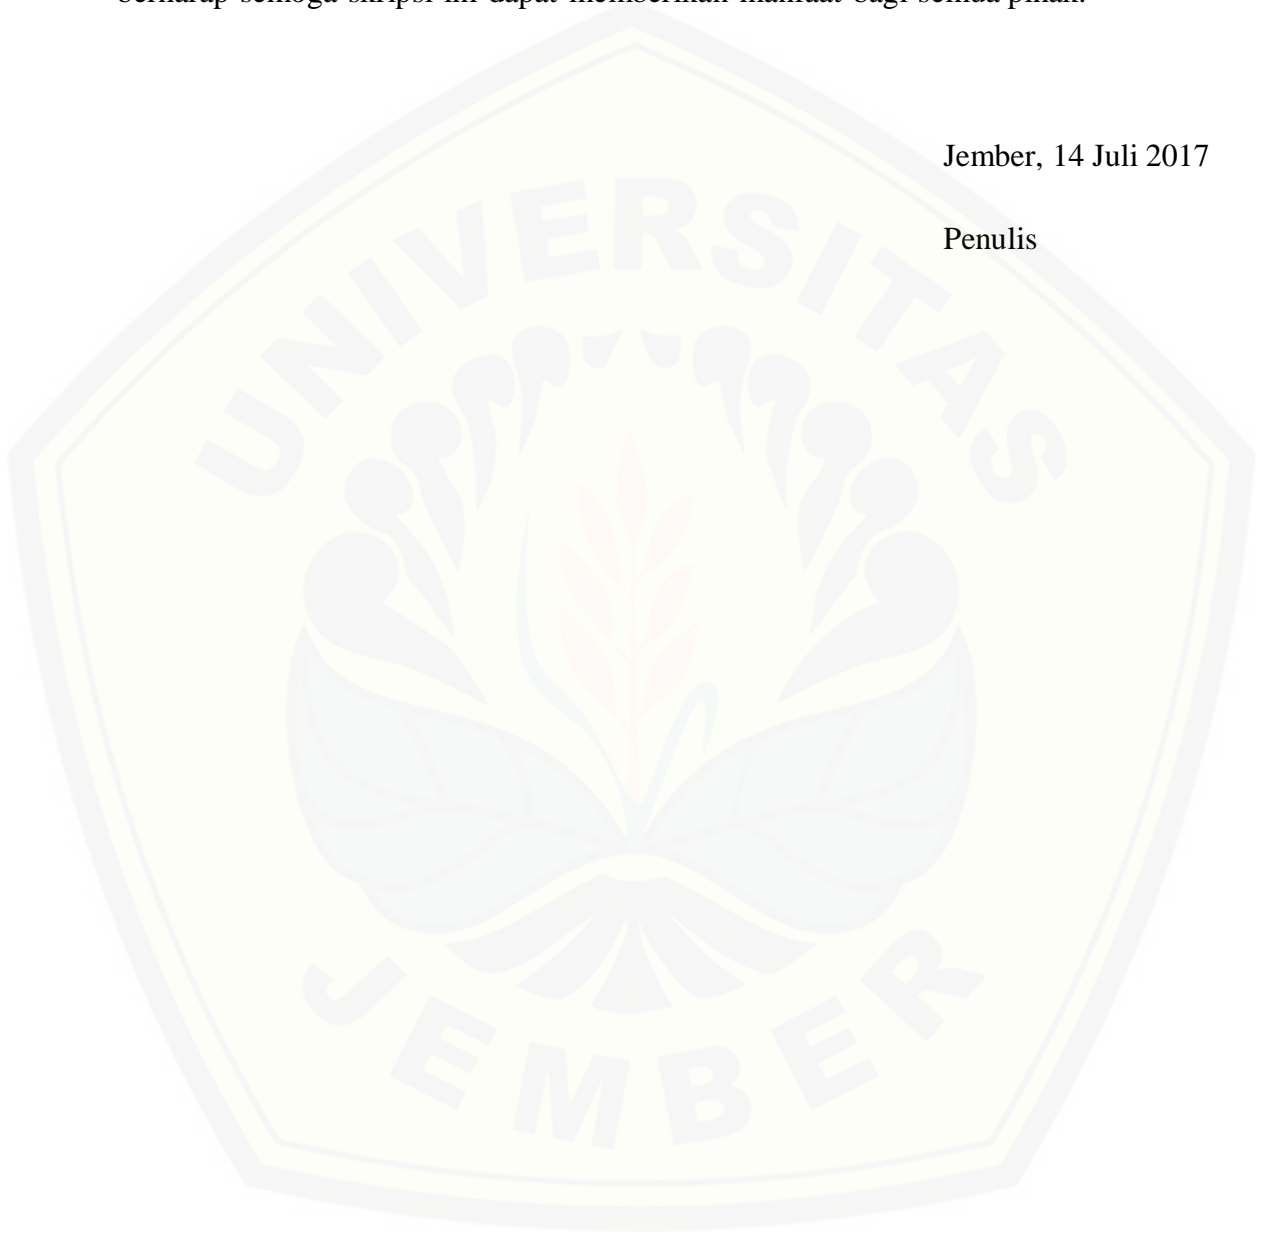 berharap semoga skripsi ini dapat memberikan manfaat bagi semua pihak.
Jember, 14 Juli 2017
Penulis
UNIVERSITAS
JEMBER